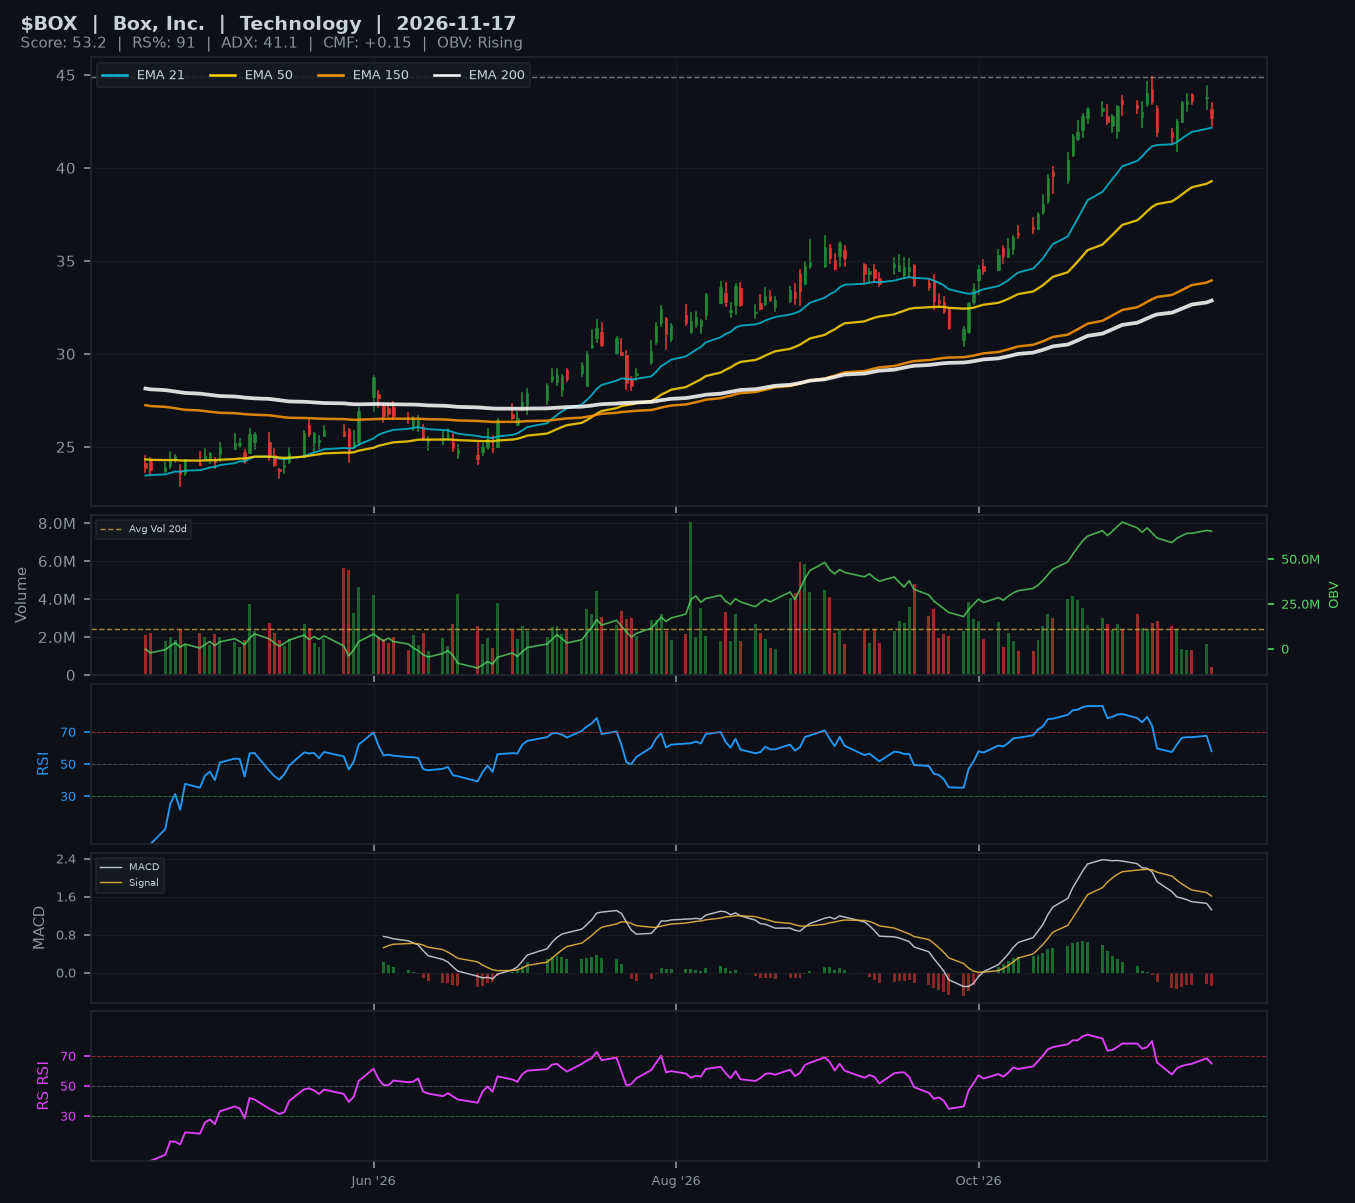 $BOX | Box, Inc. | Technology | 2026-11-17
Score: 53.2 | RS%: 91 | ADX: 41.1 | CMF: +0.15 | OBV: Rising
EMA 21 EMA 50 EMA 150 EMA 200
45
40
35
30
25
Avg Vol 20d
8.0M
6.0M
4.0M
2.0M
0
Volume
50.0M
25.0M
0
OBV
70
50
30
RSI
MACD
Signal
2.4
1.6
0.8
0.0
MACD
70
50
30
RS RSI
Jun '26 Aug '26 Oct '26